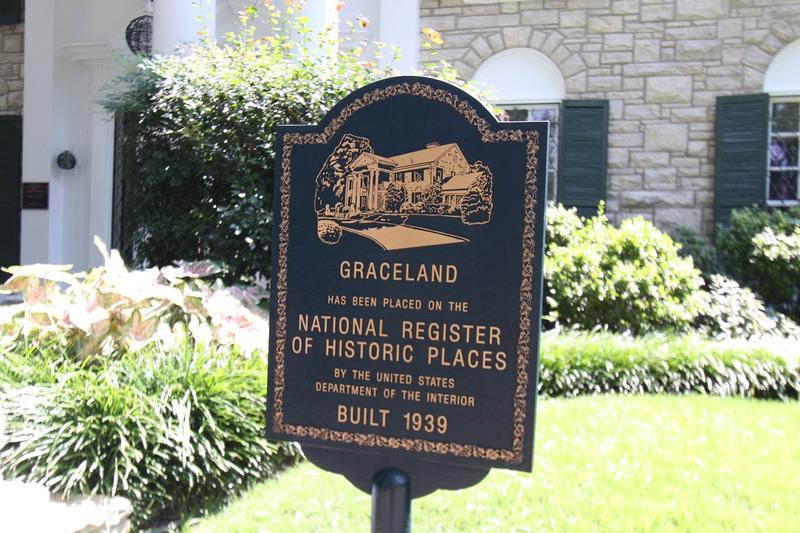 GRACELAND
HAS BEEN PLACED ON THE
NATIONAL REGISTER
OF HISTORIC PLACES
BY THE UNITED STATES
DEPARTMENT OF THE INTERIOR
BUILT 1939